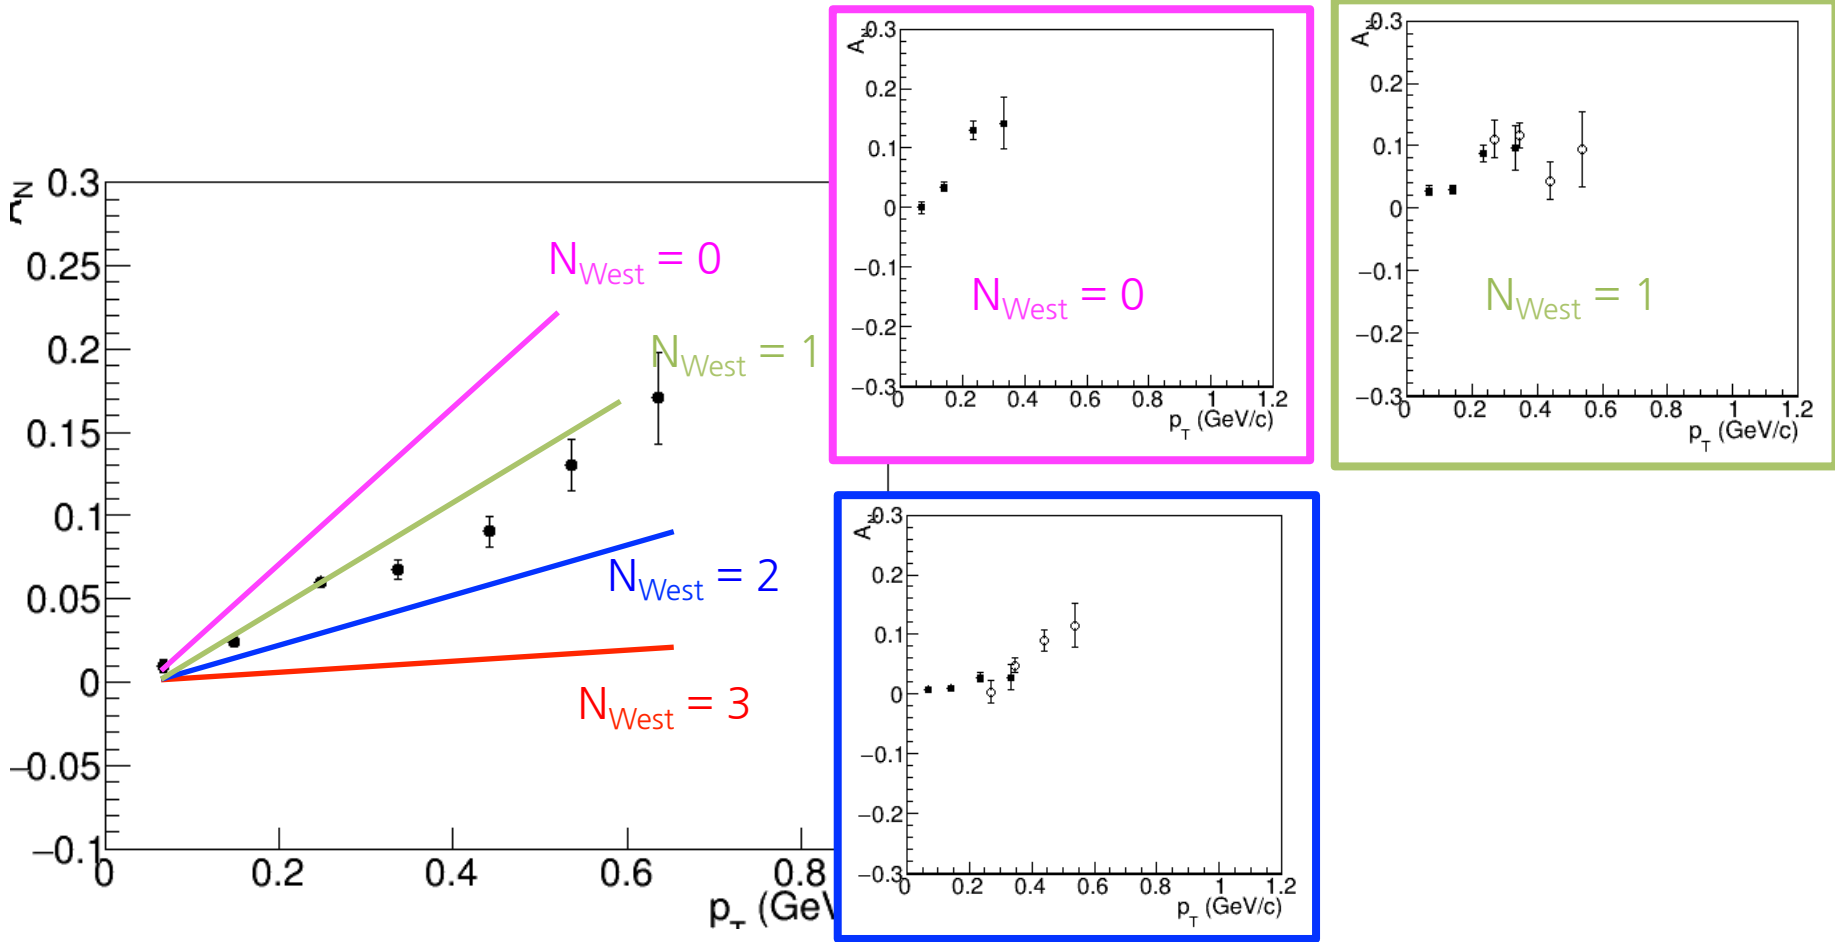 A_N
0.3
0.25
0.2
0.15
0.1
0.05
0
−0.05
−0.1
0 0.2 0.4 0.6 0.8
p_T (GeV
N_West = 0
N_West = 1
N_West = 2
N_West = 3
A_N
0.3
0.2
0.1
0
−0.1
−0.2
−0.3
0 0.2 0.4 0.6 0.8 1 1.2
p_T (GeV/c)
N_West = 0
A_N
0.3
0.2
0.1
0
−0.1
−0.2
−0.3
0 0.2 0.4 0.6 0.8 1 1.2
p_T (GeV/c)
N_West = 1
A_N
0.3
0.2
0.1
0
−0.1
−0.2
−0.3
0 0.2 0.4 0.6 0.8 1 1.2
p_T (GeV/c)